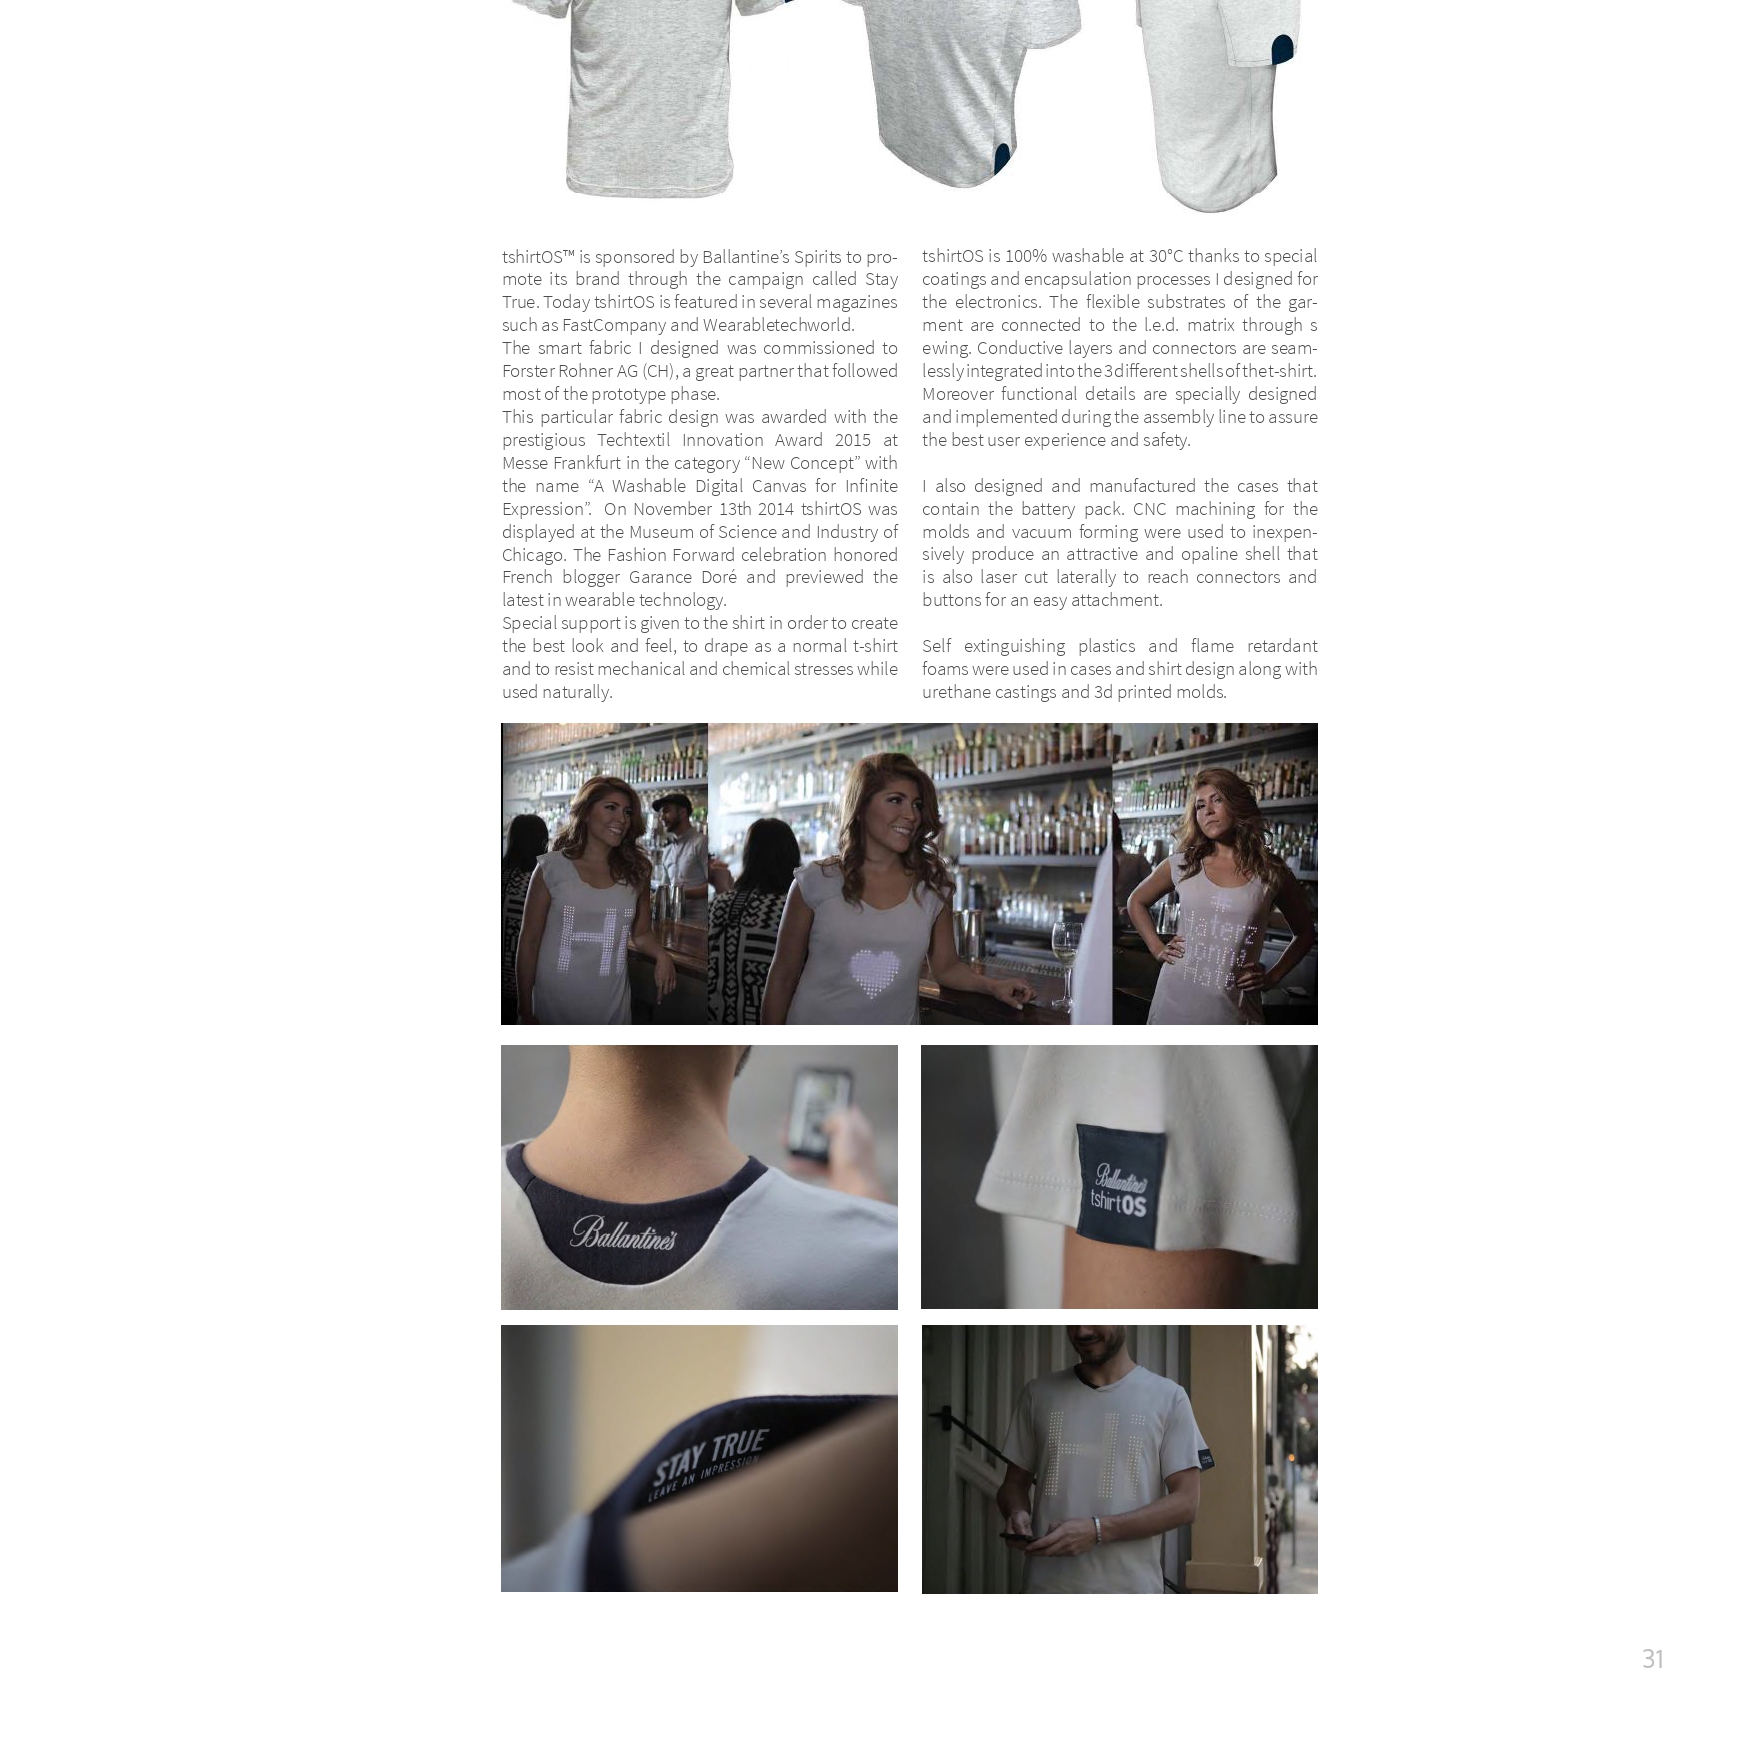 tshirtOS™ is sponsored by Ballantine’s Spirits to pro-
mote its brand through the campaign called Stay
True. Today tshirtOS is featured in several magazines
such as FastCompany and Wearabletechworld.
The smart fabric I designed was commissioned to
Forster Rohner AG (CH), a great partner that followed
most of the prototype phase.
This particular fabric design was awarded with the
prestigious Techtextil Innovation Award 2015 at
Messe Frankfurt in the category “New Concept” with
the name “A Washable Digital Canvas for Infinite
Expression”. On November 13th 2014 tshirtOS was
displayed at the Museum of Science and Industry of
Chicago. The Fashion Forward celebration honored
French blogger Garance Doré and previewed the
latest in wearable technology.
Special support is given to the shirt in order to create
the best look and feel, to drape as a normal t-shirt
and to resist mechanical and chemical stresses while
used naturally.
tshirtOS is 100% washable at 30°C thanks to special
coatings and encapsulation processes I designed for
the electronics. The flexible substrates of the gar-
ment are connected to the l.e.d. matrix through s
ewing. Conductive layers and connectors are seam-
lessly integrated into the 3 different shells of the t-shirt.
Moreover functional details are specially designed
and implemented during the assembly line to assure
the best user experience and safety.
I also designed and manufactured the cases that
contain the battery pack. CNC machining for the
molds and vacuum forming were used to inexpen-
sively produce an attractive and opaline shell that
is also laser cut laterally to reach connectors and
buttons for an easy attachment.
Self extinguishing plastics and flame retardant
foams were used in cases and shirt design along with
urethane castings and 3d printed molds.
Hi
#
Haterz
Gonna
Hate
Ballantine's
Ballantine's
tshirtOS
STAY TRUE
LEAVE AN IMPRESSION
Hi
31